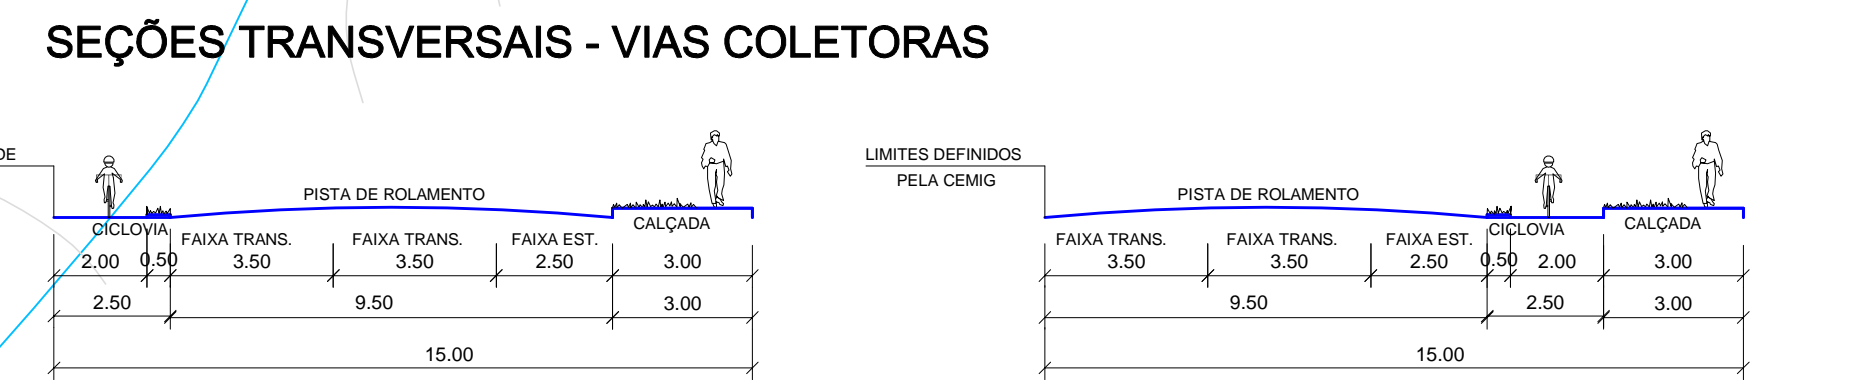 SEÇÕES TRANSVERSAIS - VIAS COLETORAS
DE
PISTA DE ROLAMENTO
CICLOVIA
CALÇADA
FAIXA TRANS.
FAIXA TRANS.
FAIXA EST.
2.00
0.50
3.50
3.50
2.50
3.00
2.50
9.50
3.00
15.00
LIMITES DEFINIDOS
PELA CEMIG
PISTA DE ROLAMENTO
CICLOVIA
CALÇADA
FAIXA TRANS.
FAIXA TRANS.
FAIXA EST.
3.50
3.50
2.50
0.50
2.00
3.00
9.50
2.50
3.00
15.00